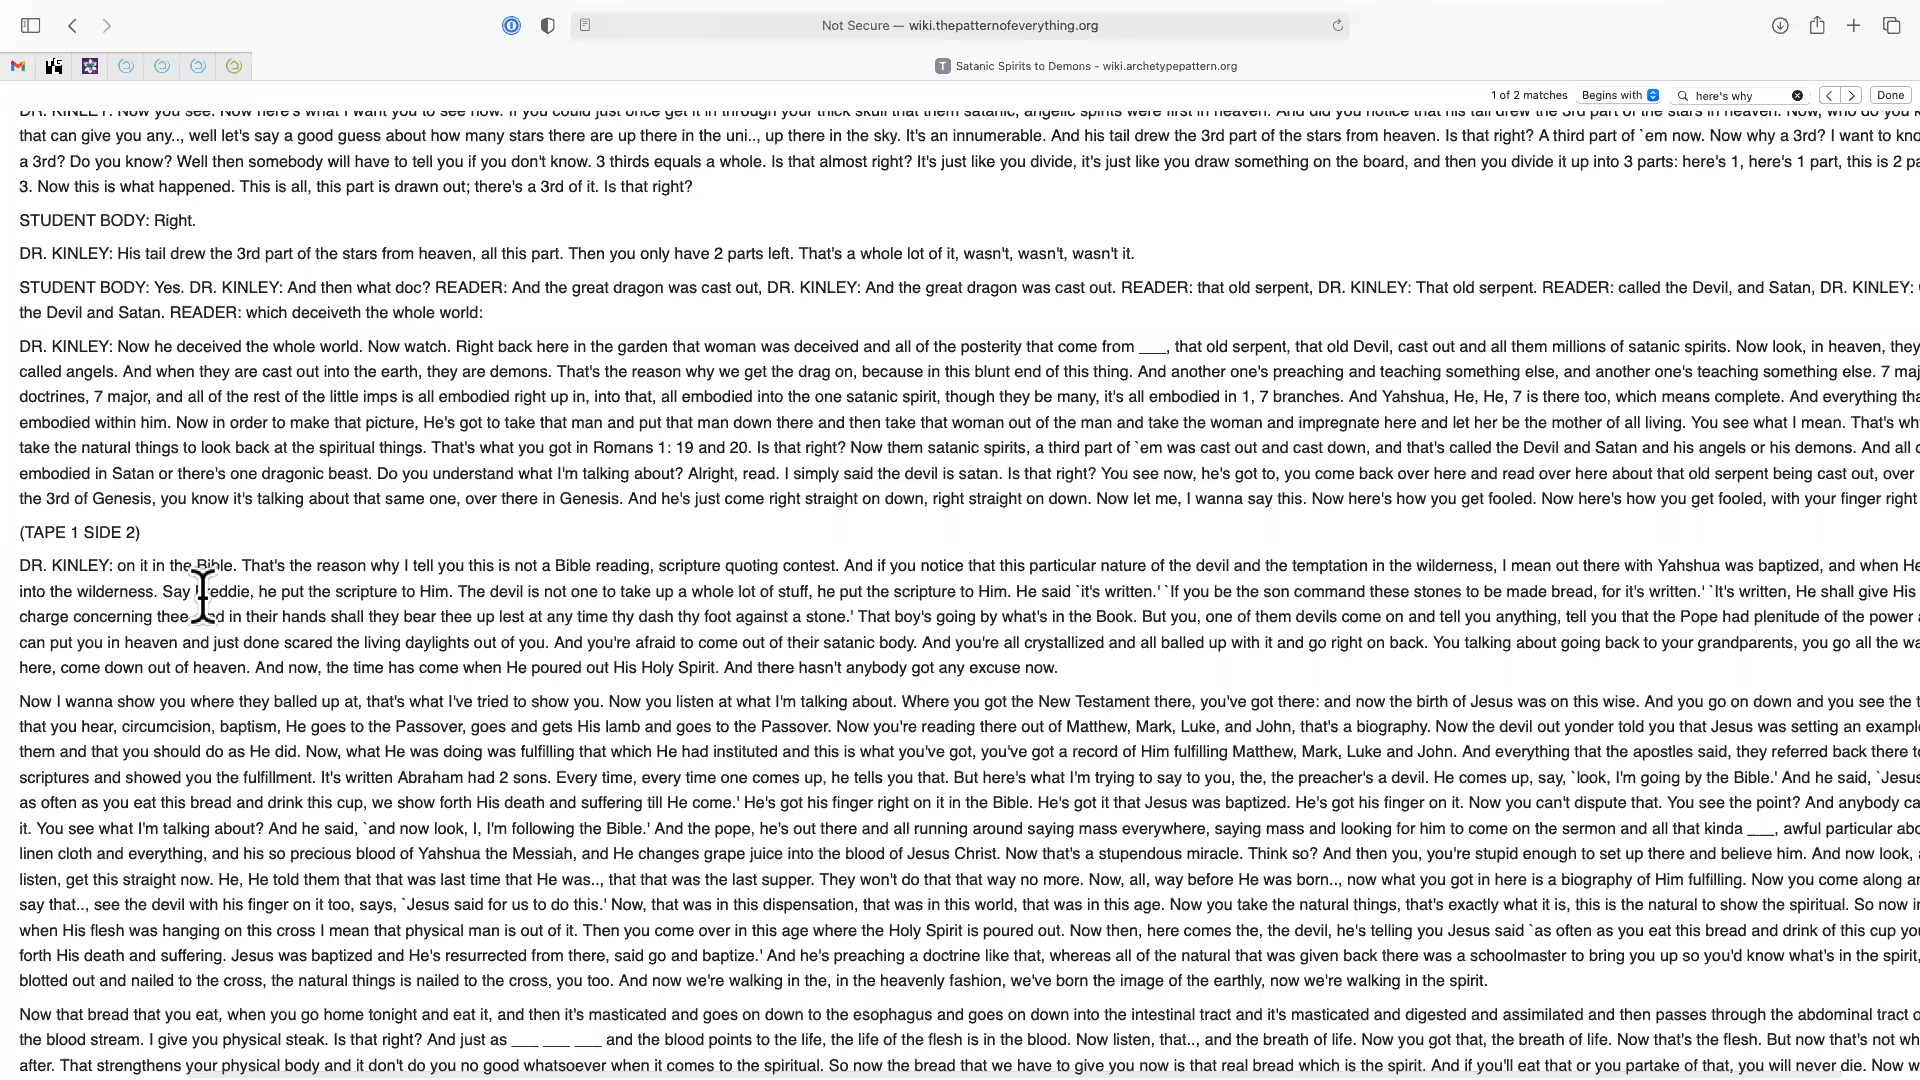 Not Secure — wiki.thepatternofeverything.org
Satanic Spirits to Demons - wiki.archetypepattern.org
1 of 2 matches Begins with here's why Done
DR. KINLEY: Now you see. Now here's what I want you to see now. If you could just once get it in through your thick skull that them satanic, angelic spirits were first in heaven. And did you notice that his tail drew the 3rd part of the stars in heaven. Now, who do you
that can give you any.., well let's say a good guess about how many stars there are up there in the uni.., up there in the sky. It's an innumerable. And his tail drew the 3rd part of the stars from heaven. Is that right? A third part of `em now. Now why a 3rd? I want to
a 3rd? Do you know? Well then somebody will have to tell you if you don't know. 3 thirds equals a whole. Is that almost right? It's just like you divide, it's just like you draw something on the board, and then you divide it up into 3 parts: here's 1, here's 1 part, this is 2
3. Now this is what happened. This is all, this part is drawn out; there's a 3rd of it. Is that right?
STUDENT BODY: Right.
DR. KINLEY: His tail drew the 3rd part of the stars from heaven, all this part. Then you only have 2 parts left. That's a whole lot of it, wasn't, wasn't, wasn't it.
STUDENT BODY: Yes. DR. KINLEY: And then what doc? READER: And the great dragon was cast out, DR. KINLEY: And the great dragon was cast out. READER: that old serpent, DR. KINLEY: That old serpent. READER: called the Devil, and Satan, DR. KINLEY:
the Devil and Satan. READER: which deceiveth the whole world:
DR. KINLEY: Now he deceived the whole world. Now watch. Right back here in the garden that woman was deceived and all of the posterity that come from ___, that old serpent, that old Devil, cast out and all them millions of satanic spirits. Now look, in heaven, they
called angels. And when they are cast out into the earth, they are demons. That's the reason why we get the drag on, because in this blunt end of this thing. And another one's preaching and teaching something else, and another one's teaching something else. 7
doctrines, 7 major, and all of the rest of the little imps is all embodied right up in, into that, all embodied into the one satanic spirit, though they be many, it's all embodied in 1, 7 branches. And Yahshua, He, He, 7 is there too, which means complete. And everything
embodied within him. Now in order to make that picture, He's got to take that man and put that man down there and then take that woman out of the man and take the woman and impregnate here and let her be the mother of all living. You see what I mean. That's
take the natural things to look back at the spiritual things. That's what you got in Romans 1: 19 and 20. Is that right? Now them satanic spirits, a third part of `em was cast out and cast down, and that's called the Devil and Satan and his angels or his demons. And all
embodied in Satan or there's one dragonic beast. Do you understand what I'm talking about? Alright, read. I simply said the devil is satan. Is that right? You see now, he's got to, you come back over here and read over here about that old serpent being cast out, over
the 3rd of Genesis, you know it's talking about that same one, over there in Genesis. And he's just come right straight on down, right straight on down. Now let me, I wanna say this. Now here's how you get fooled. Now here's how you get fooled, with your finger right
(TAPE 1 SIDE 2)
DR. KINLEY: on it in the Bible. That's the reason why I tell you this is not a Bible reading, scripture quoting contest. And if you notice that this particular nature of the devil and the temptation in the wilderness, I mean out there with Yahshua was baptized, and when He
into the wilderness. Say he put the scripture to Him. The devil is not one to take up a whole lot of stuff, he put the scripture to Him. He said `it's written.' `If you be the son command these stones to be made bread, for it's written.' `It's written, He shall give His
charge concerning thee and in their hands shall they bear thee up lest at any time thy dash thy foot against a stone.' That boy's going by what's in the Book. But you, one of them devils come on and tell you anything, tell you that the Pope had plenitude of the power
can put you in heaven and just done scared the living daylights out of you. And you're afraid to come out of their satanic body. And you're all crystallized and all balled up with it and go right on back. You talking about going back to your grandparents, you go all the
here, come down out of heaven. And now, the time has come when He poured out His Holy Spirit. And there hasn't anybody got any excuse now.
Now I wanna show you where they balled up at, that's what I've tried to show you. Now you listen at what I'm talking about. Where you got the New Testament there, you've got there: and now the birth of Jesus was on this wise. And you go on down and you see the
that you hear, circumcision, baptism, He goes to the Passover, goes and gets His lamb and goes to the Passover. Now you're reading there out of Matthew, Mark, Luke, and John, that's a biography. Now the devil out yonder told you that Jesus was setting an example
them and that you should do as He did. Now, what He was doing was fulfilling that which He had instituted and this is what you've got, you've got a record of Him fulfilling Matthew, Mark, Luke and John. And everything that the apostles said, they referred back there
scriptures and showed you the fulfillment. It's written Abraham had 2 sons. Every time, every time one comes up, he tells you that. But here's what I'm trying to say to you, the, the preacher's a devil. He comes up, say, `look, I'm going by the Bible.' And he said, `Jesus
as often as you eat this bread and drink this cup, we show forth His death and suffering till He come.' He's got his finger right on it in the Bible. He's got it that Jesus was baptized. He's got his finger on it. Now you can't dispute that. You see the point? And anybody
it. You see what I'm talking about? And he said, `and now look, I, I'm following the Bible.' And the pope, he's out there and all running around saying mass everywhere, saying mass and looking for him to come on the sermon and all that kinda ___, awful particular
linen cloth and everything, and his so precious blood of Yahshua the Messiah, and He changes grape juice into the blood of Jesus Christ. Now that's a stupendous miracle. Think so? And then you, you're stupid enough to set up there and believe him. And now look,
listen, get this straight now. He, He told them that that was last time that He was.., that that was the last supper. They won't do that that way no more. Now, all, way before He was born.., now what you got in here is a biography of Him fulfilling. Now you come along
say that.., see the devil with his finger on it too, says, `Jesus said for us to do this.' Now, that was in this dispensation, that was in this world, that was in this age. Now you take the natural things, that's exactly what it is, this is the natural to show the spiritual. So now
when His flesh was hanging on this cross I mean that physical man is out of it. Then you come over in this age where the Holy Spirit is poured out. Now then, here comes the, the devil, he's telling you Jesus said `as often as you eat this bread and drink of this cup
forth His death and suffering. Jesus was baptized and He's resurrected from there, said go and baptize.' And he's preaching a doctrine like that, whereas all of the natural that was given back there was a schoolmaster to bring you up so you'd know what's in the spirit,
blotted out and nailed to the cross, the natural things is nailed to the cross, you too. And now we're walking in the, in the heavenly fashion, we've born the image of the earthly, now we're walking in the spirit.
Now that bread that you eat, when you go home tonight and eat it, and then it's masticated and goes on down to the esophagus and goes on down into the intestinal tract and it's masticated and digested and assimilated and then passes through the abdominal tract
the blood stream. I give you physical steak. Is that right? And just as ___ ___ ___ and the blood points to the life, the life of the flesh is in the blood. Now listen, that.., and the breath of life. Now you got that, the breath of life. Now that's the flesh. But now that's not
after. That strengthens your physical body and it don't do you no good whatsoever when it comes to the spiritual. So now the bread that we have to give you now is that real bread which is the spirit. And if you'll eat that or you partake of that, you will never die. Now